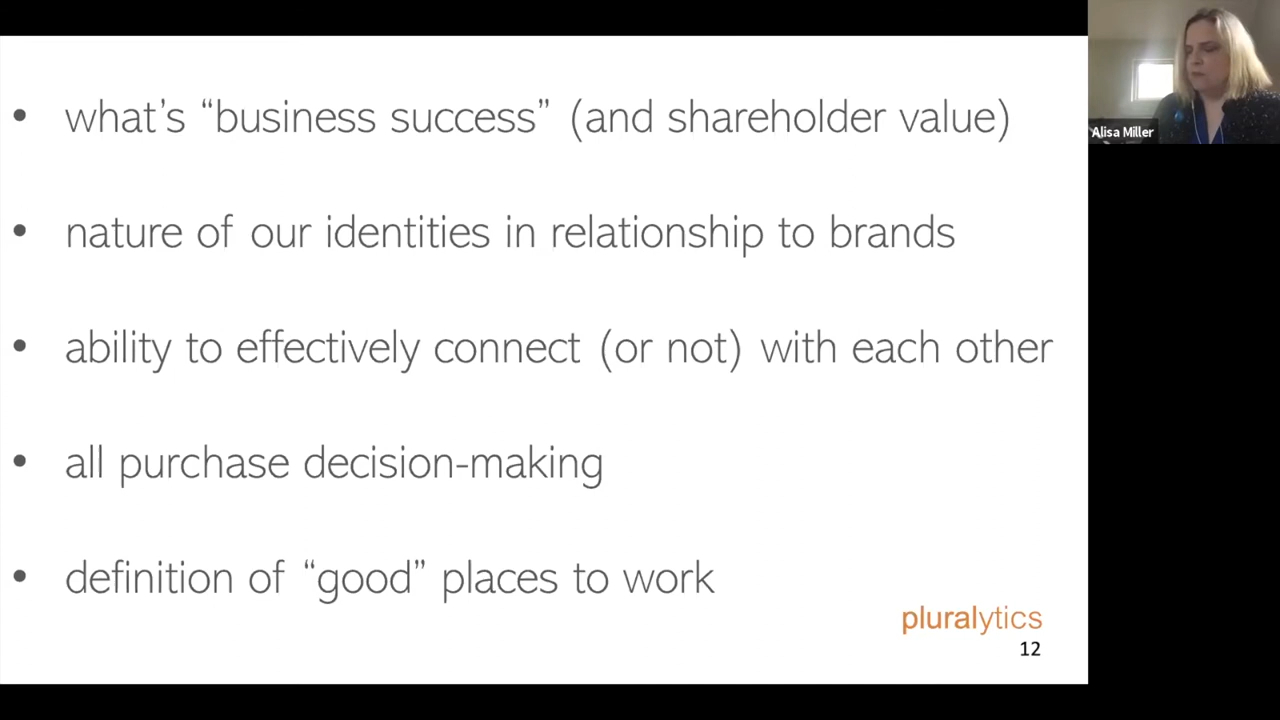 • what’s “business success” (and shareholder value)
• nature of our identities in relationship to brands
• ability to effectively connect (or not) with each other
• all purchase decision-making
• definition of “good” places to work
pluralytics
12
Alisa Miller